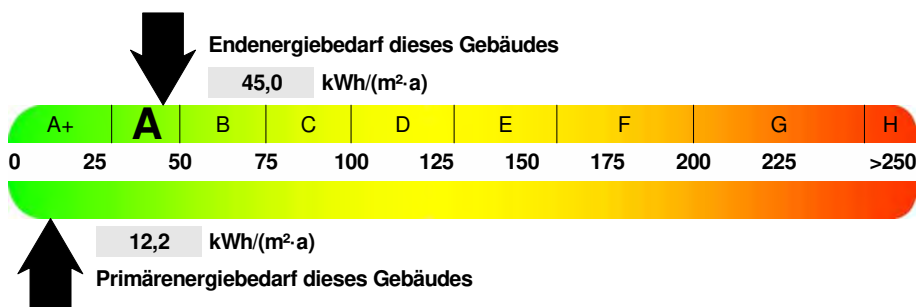 Endenergiebedarf dieses Gebäudes
45,0 kWh/(m²·a)
A+ A B C D E F G H
0 25 50 75 100 125 150 175 200 225 >250
12,2 kWh/(m²·a)
Primärenergiebedarf dieses Gebäudes